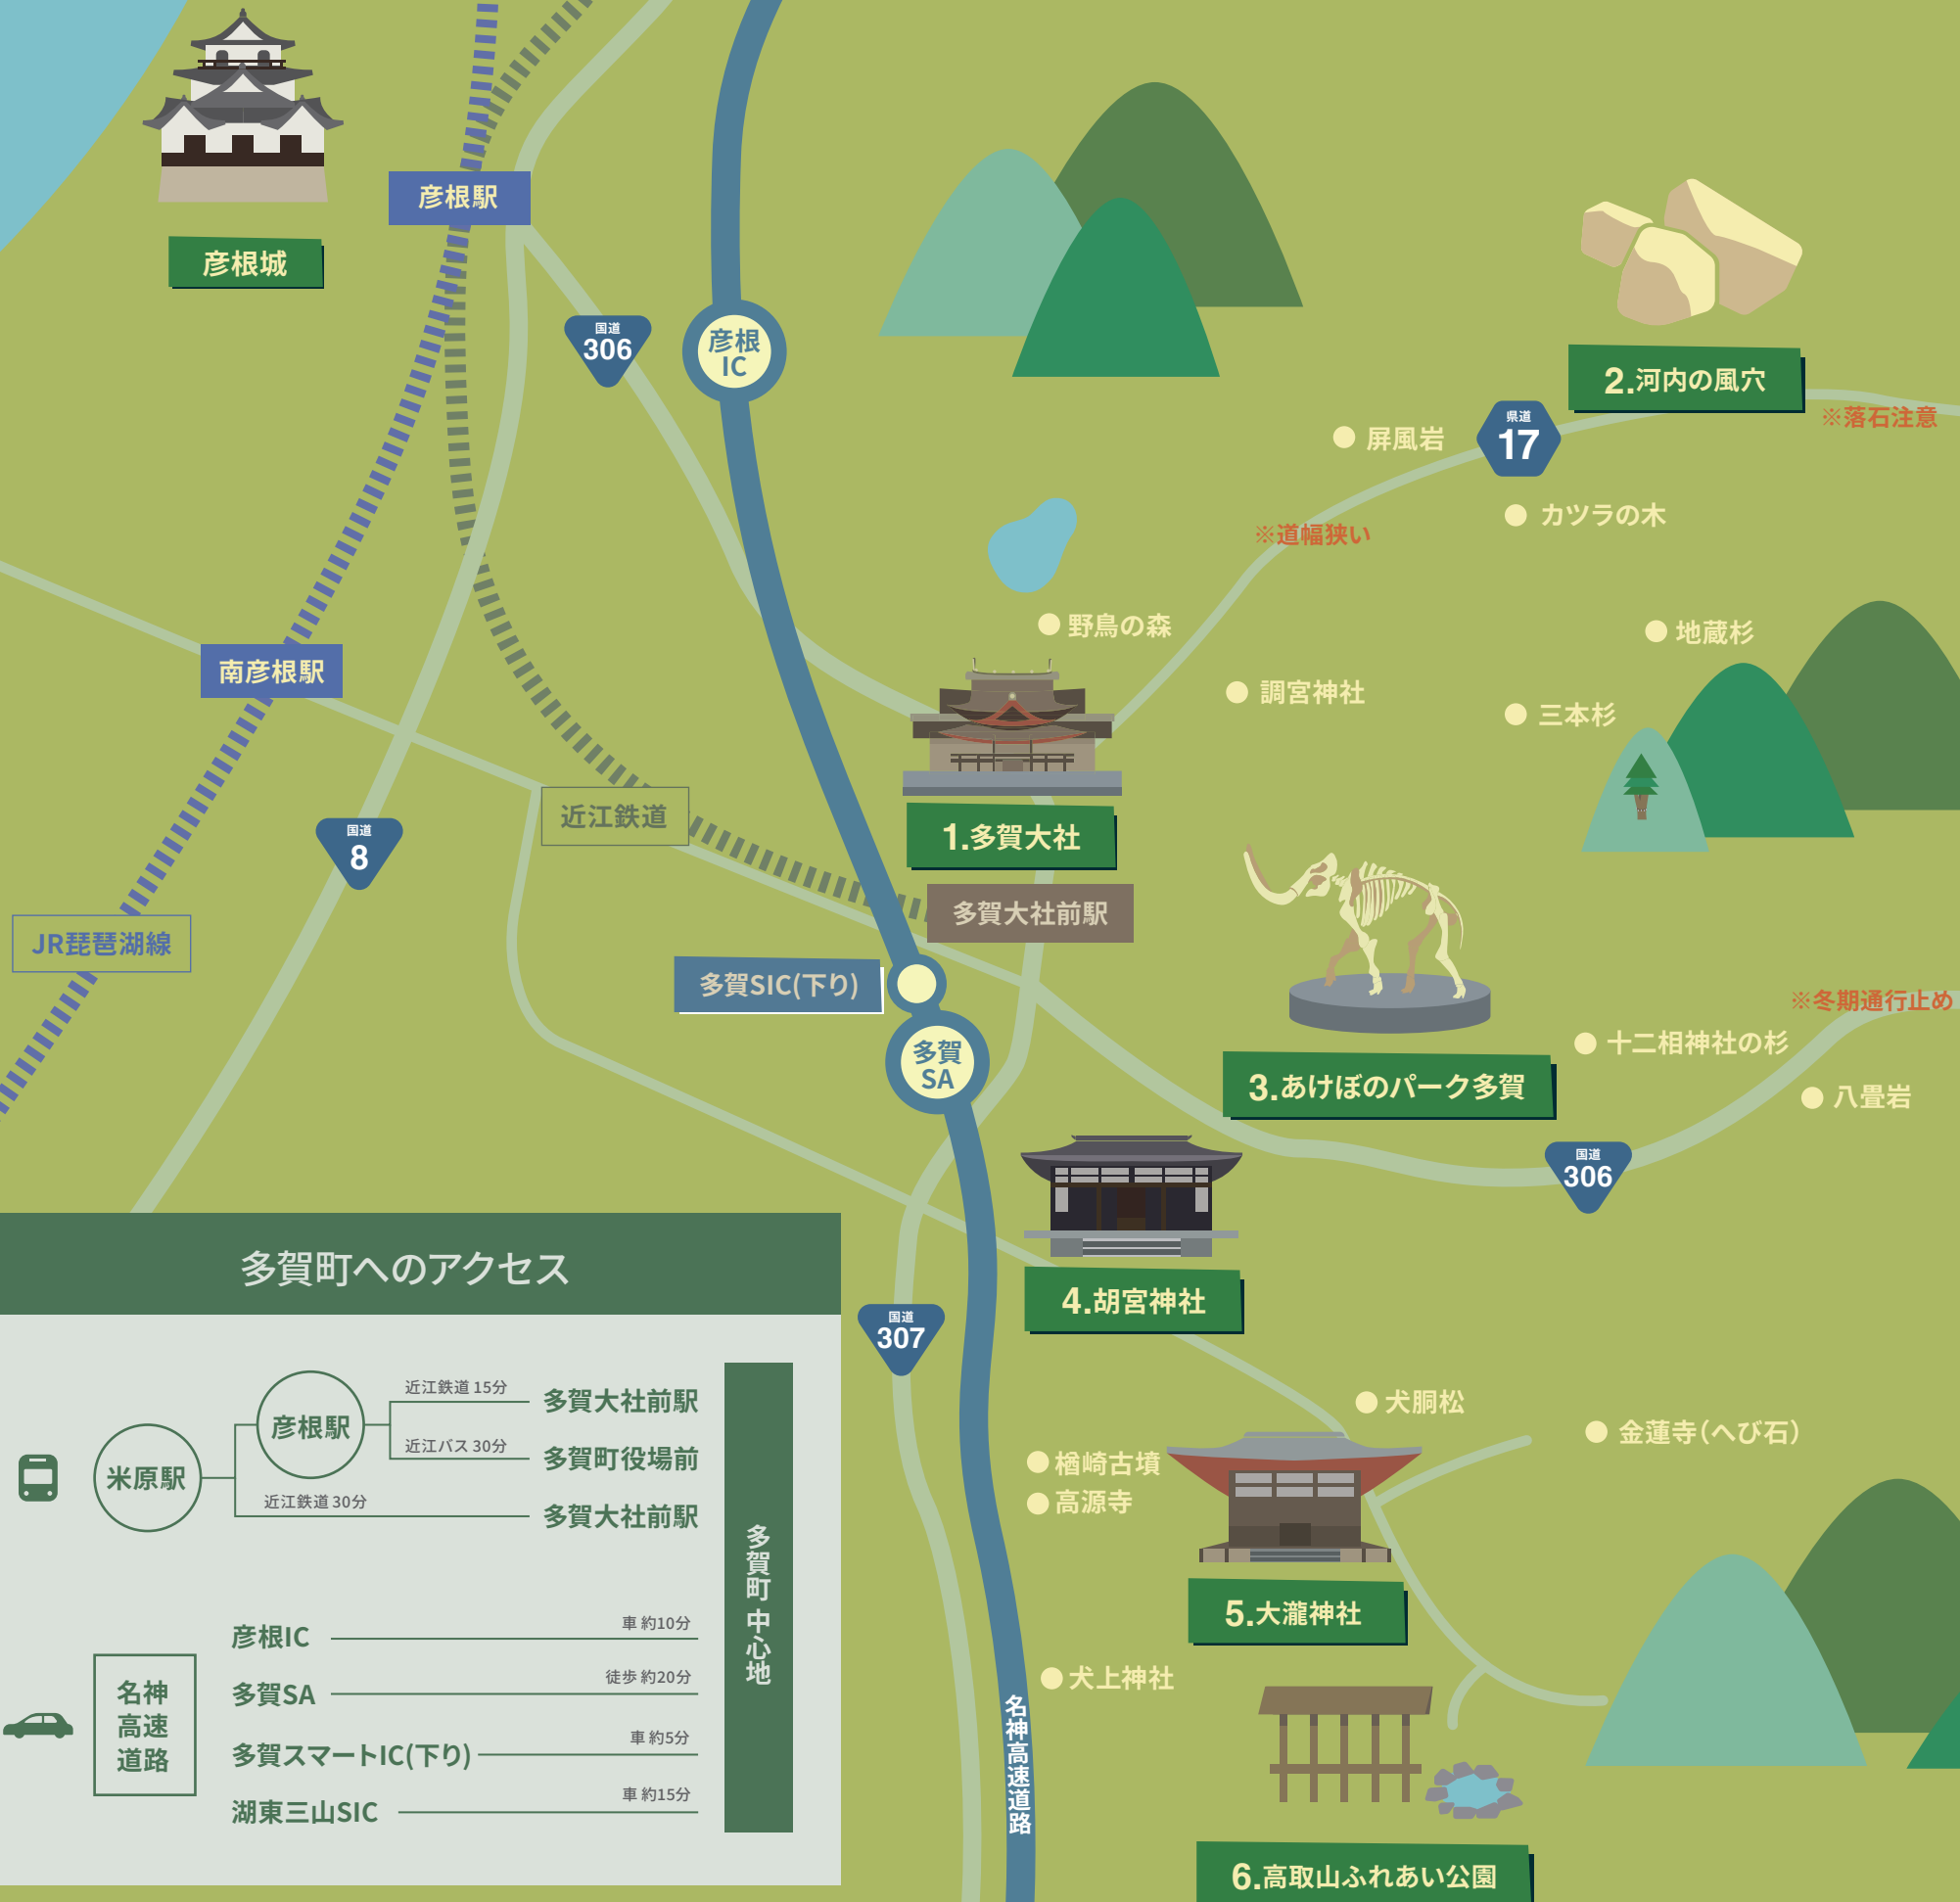 彦根駅
彦根城
国道
306
彦根
IC
2.河内の風穴
※落石注意
県道
17
屏風岩
カツラの木
※道幅狭い
野鳥の森
地蔵杉
調宮神社
三本杉
南彦根駅
近江鉄道
国道
8
1.多賀大社
多賀大社前駅
JR琵琶湖線
多賀SIC(下り)
多賀
SA
※冬期通行止め
十二相神社の杉
3.あけぼのパーク多賀
八畳岩
国道
306
4.胡宮神社
国道
307
犬胴松
金蓮寺(へび石)
楢崎古墳
高源寺
5.大瀧神社
犬上神社
名神高速道路
6.高取山ふれあい公園
多賀町へのアクセス
米原駅
彦根駅
近江鉄道 15分
多賀大社前駅
近江バス 30分
多賀町役場前
近江鉄道 30分
多賀大社前駅
多賀町 中心地
名神
高速
道路
彦根IC
車 約10分
多賀SA
徒歩 約20分
多賀スマートIC(下り)
車 約5分
湖東三山SIC
車 約15分